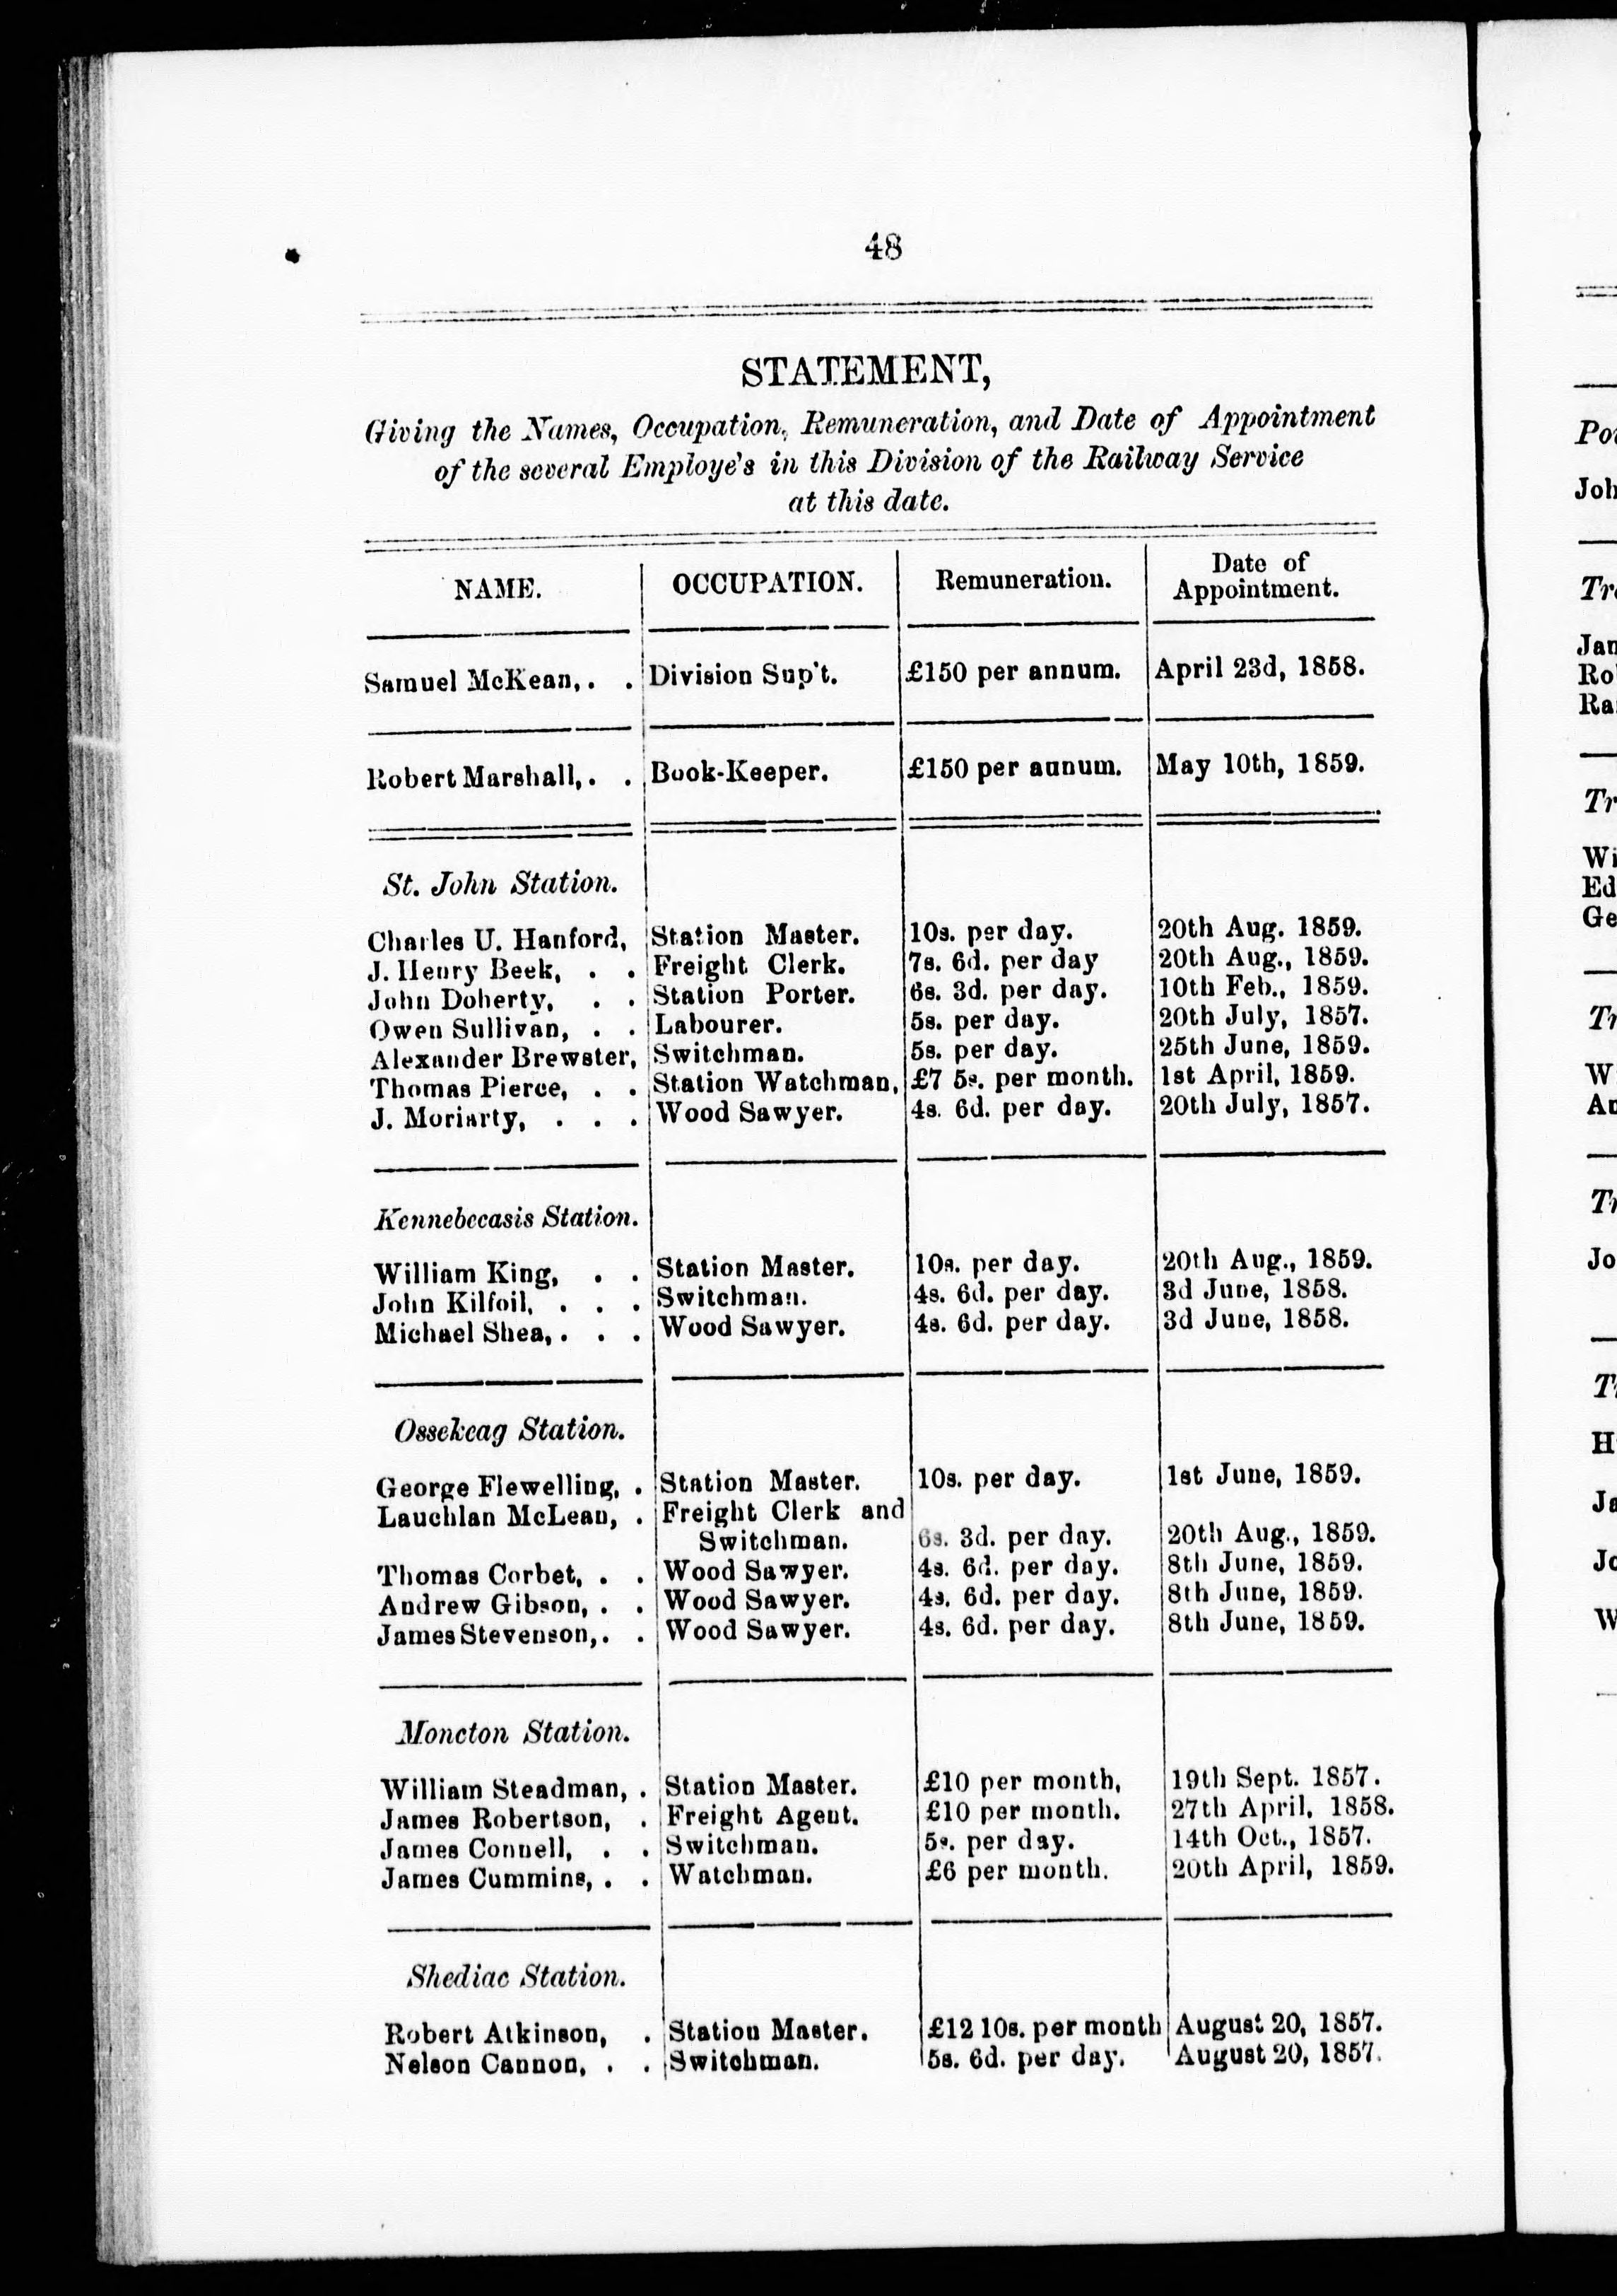 48
STATEMENT,
Giving the Names, Occupation, Remuneration, and Date of Appointment
of the several Employe's in this Division of the Railway Service
at this date.
NAME. OCCUPATION. Remuneration. Date of Appointment.
Samuel McKean, . . Division Sup't. £150 per annum. April 23d, 1858.
Robert Marshall, . . Book-Keeper. £150 per annum. May 10th, 1859.
St. John Station.
Charles U. Hanford, Station Master. 10s. per day. 20th Aug. 1859.
J. Henry Beek, . . Freight Clerk. 7s. 6d. per day 20th Aug., 1859.
John Doherty, . . Station Porter. 6s. 3d. per day. 10th Feb., 1859.
Owen Sullivan, . . Labourer. 5s. per day. 20th July, 1857.
Alexander Brewster, Switchman. 5s. per day. 25th June, 1859.
Thomas Pierce, . . Station Watchman, £7 5s. per month. 1st April, 1859.
J. Moriarty, . . . Wood Sawyer. 4s. 6d. per day. 20th July, 1857.
Kennebecasis Station.
William King, . . Station Master. 10s. per day. 20th Aug., 1859.
John Kilfoil, . . . Switchman. 4s. 6d. per day. 3d June, 1858.
Michael Shea, . . . Wood Sawyer. 4s. 6d. per day. 3d June, 1858.
Ossekeag Station.
George Flewelling, . Station Master. 10s. per day. 1st June, 1859.
Lauchlan McLean, . Freight Clerk and
Switchman. 6s. 3d. per day. 20th Aug., 1859.
Thomas Corbet, . . Wood Sawyer. 4s. 6d. per day. 8th June, 1859.
Andrew Gibson, . . Wood Sawyer. 4s. 6d. per day. 8th June, 1859.
James Stevenson, . . Wood Sawyer. 4s. 6d. per day. 8th June, 1859.
Moncton Station.
William Steadman, . Station Master. £10 per month, 19th Sept. 1857.
James Robertson, . Freight Agent. £10 per month. 27th April, 1858.
James Connell, . . Switchman. 5s. per day. 14th Oct., 1857.
James Cummins, . . Watchman. £6 per month. 20th April, 1859.
Shediac Station.
Robert Atkinson, . Station Master. £12 10s. per month August 20, 1857.
Nelson Cannon, . . Switchman. 5s. 6d. per day. August 20, 1857.